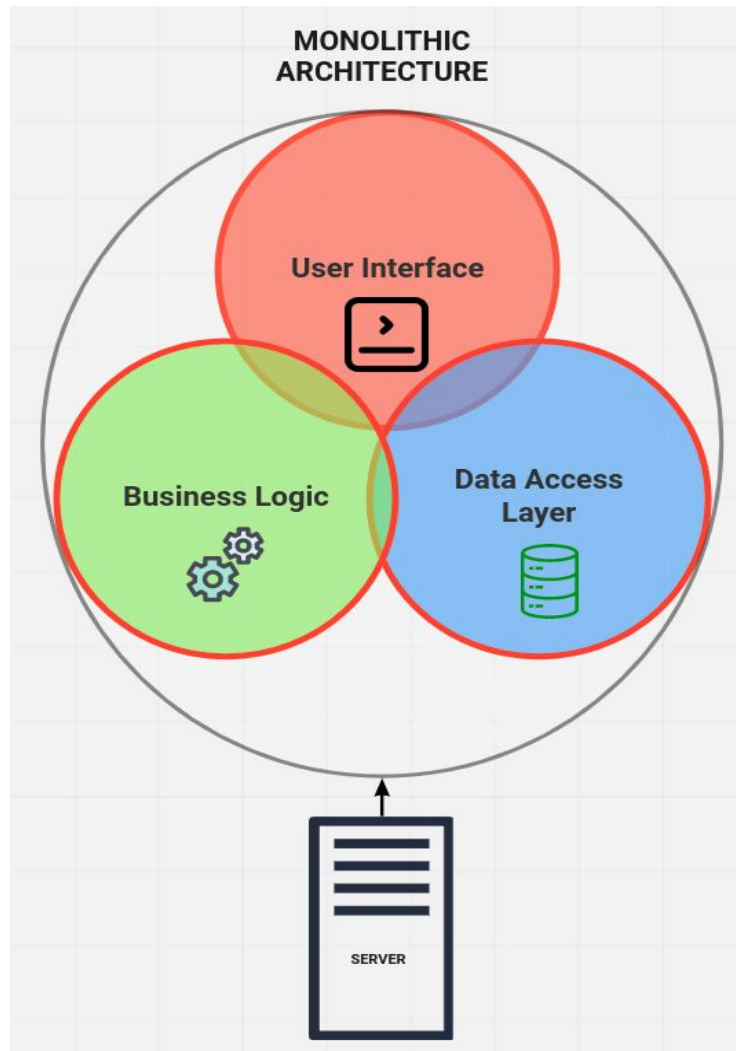 MONOLITHIC
ARCHITECTURE
User Interface
Business Logic
Data Access
Layer
SERVER